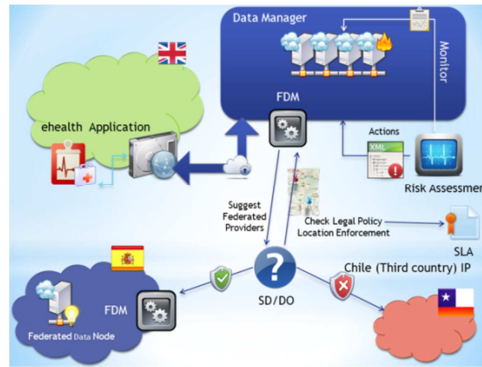 Data Manager
Monitor
FDM
ehealth Application
Actions
XML
Risk Assessmen
Suggest
Federated
Providers
Check Legal Policy
Location Enforcement
SLA
Chile (Third country) IP
?
SD/DO
FDM
Federated Data Node